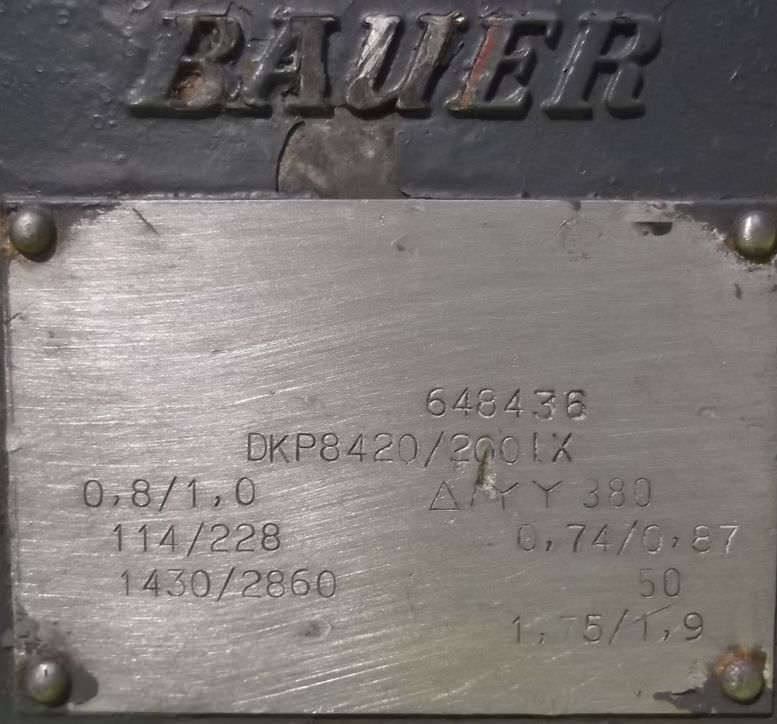 BAUER
648436
DKP8420/200IX
0,8/1,0 △/YY 380
114/228 0,74/0,87
1430/2860 50
1,75/1,9